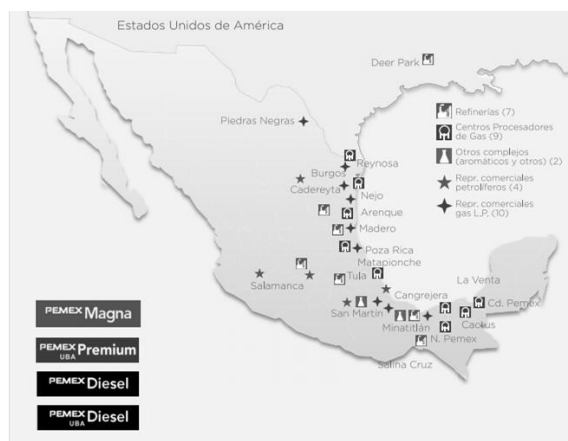 Estados Unidos de América
Deer Park
Refinerías (7)
Centros Procesadores
de Gas (9)
Otros complejos
(aromáticos y otros) (2)
Repr. comerciales
petrolíferos (4)
Repr. comerciales
gas L.P. (10)
Piedras Negras
Reynosa
Burgos
Cadereyta
Nejo
Arenque
Madero
Poza Rica
Matapionche
Tula
Salamanca
Cangrejera
La Venta
San Martín
Cd. Pemex
Minatitlán
Cactus
N. Pemex
Salina Cruz
PEMEX Magna
PEMEX Premium
UBA
PEMEX Diesel
PEMEX Diesel
UBA